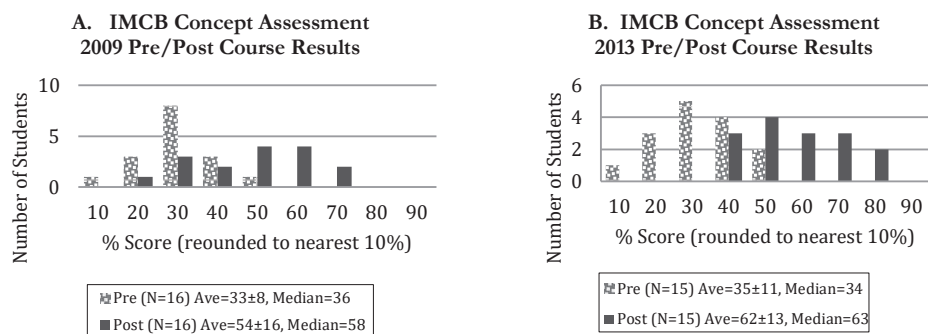 A. IMCB Concept Assessment
2009 Pre/Post Course Results
Number of Students
10
5
0
10 20 30 40 50 60 70 80 90
% Score (reounded to nearest 10%)
Pre (N=16) Ave=33±8, Median=36
Post (N=16) Ave=54±16, Median=58
B. IMCB Concept Assessment
2013 Pre/Post Course Results
Number of Students
6
4
2
0
10 20 30 40 50 60 70 80 90
% Score (rounded to nearest 10%)
Pre (N=15) Ave=35±11, Median=34
Post (N=15) Ave=62±13, Median=63